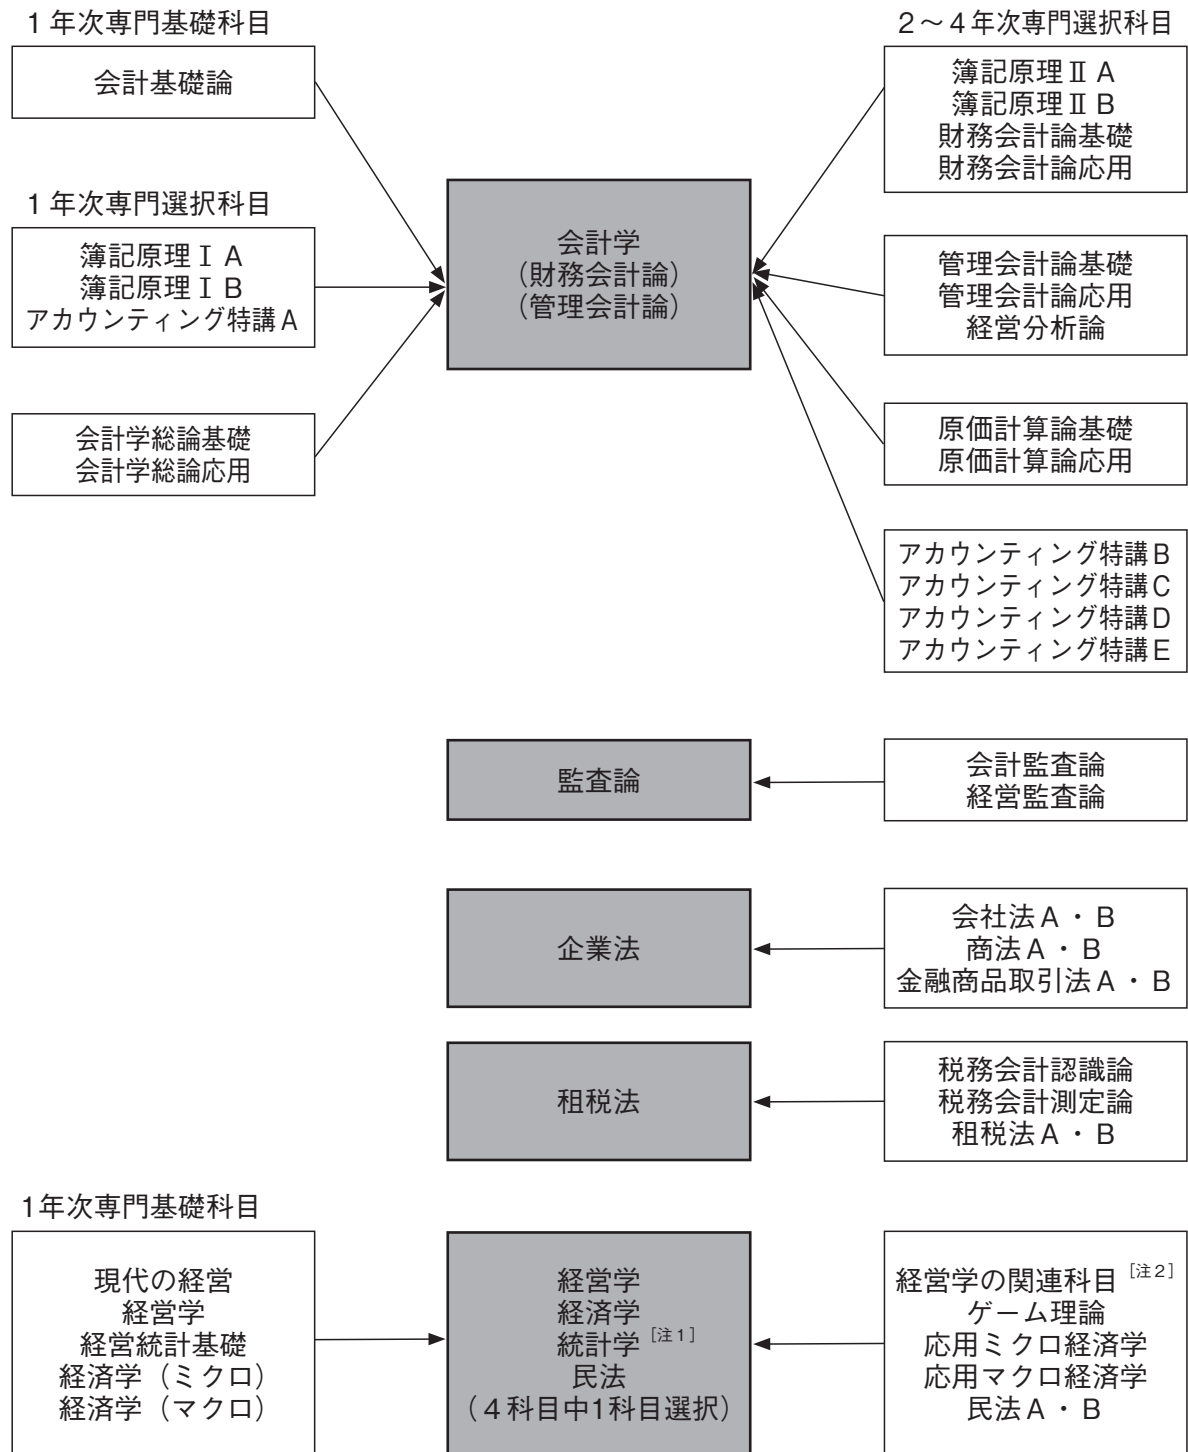 1年次専門基礎科目
会計基礎論
1年次専門選択科目
簿記原理ⅠA
簿記原理ⅠB
アカウンティング特講A
会計学総論基礎
会計学総論応用
会計学
(財務会計論)
(管理会計論)
2～4年次専門選択科目
簿記原理ⅡA
簿記原理ⅡB
財務会計論基礎
財務会計論応用
管理会計論基礎
管理会計論応用
経営分析論
原価計算論基礎
原価計算論応用
アカウンティング特講B
アカウンティング特講C
アカウンティング特講D
アカウンティング特講E
監査論
会計監査論
経営監査論
企業法
会社法A・B
商法A・B
金融商品取引法A・B
租税法
税務会計認識論
税務会計測定論
租税法A・B
1年次専門基礎科目
現代の経営
経営学
経営統計基礎
経済学（ミクロ）
経済学（マクロ）
経営学
経済学
統計学［注1］
民法
（4科目中1科目選択）
経営学の関連科目［注2］
ゲーム理論
応用ミクロ経済学
応用マクロ経済学
民法A・B